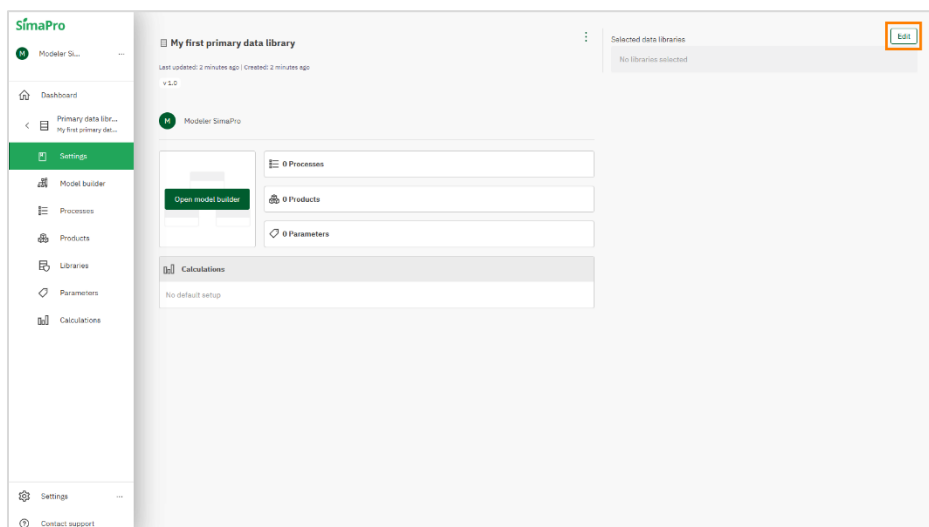 SimaPro
M Modeler Si... ...
Dashboard
Primary data libr...
My first primary dat...
Settings
Model builder
Processes
Products
Libraries
Parameters
Calculations
Settings ...
Contact support
My first primary data library
Last updated: 2 minutes ago | Created: 2 minutes ago
v 1.0
M Modeler SimaPro
Open model builder
0 Processes
0 Products
0 Parameters
Calculations
No default setup
Selected data libraries
Edit
No libraries selected